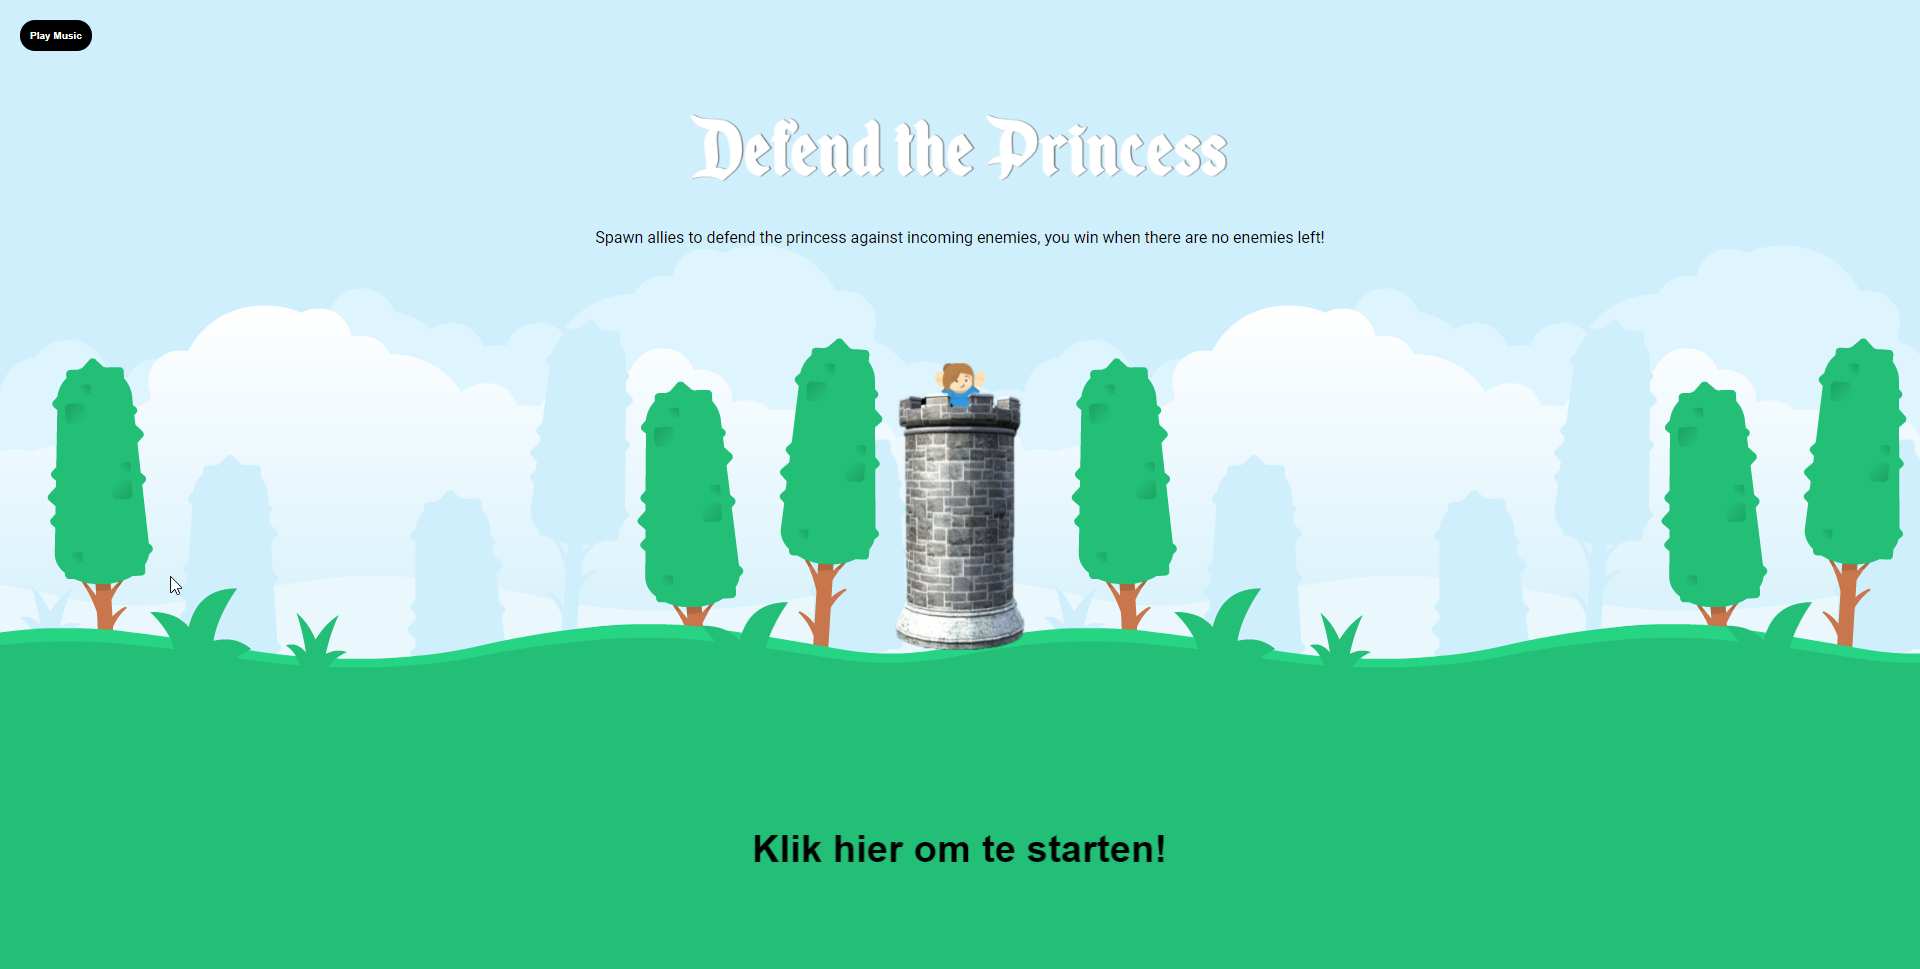 Play Music
Defend the Princess
Spawn allies to defend the princess against incoming enemies, you win when there are no enemies left!
Klik hier om te starten!